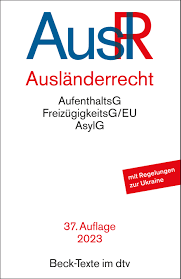 AuslR
Ausländerrecht
AufenthaltsG
FreizügigkeitsG/EU
AsylG
mit Regelungen
zur Ukraine
37. Auflage
2023
Beck-Texte im dtv